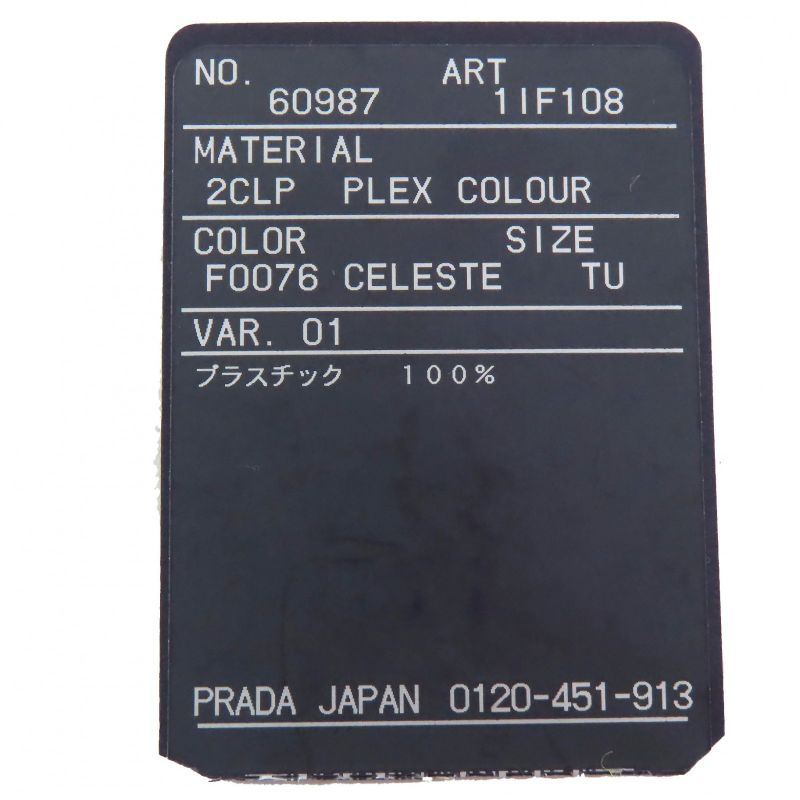 NO. ART
60987 1IF108
MATERIAL
2CLP PLEX COLOUR
COLOR SIZE
F0076 CELESTE TU
VAR. 01
プラスチック 100%
PRADA JAPAN 0120-451-913